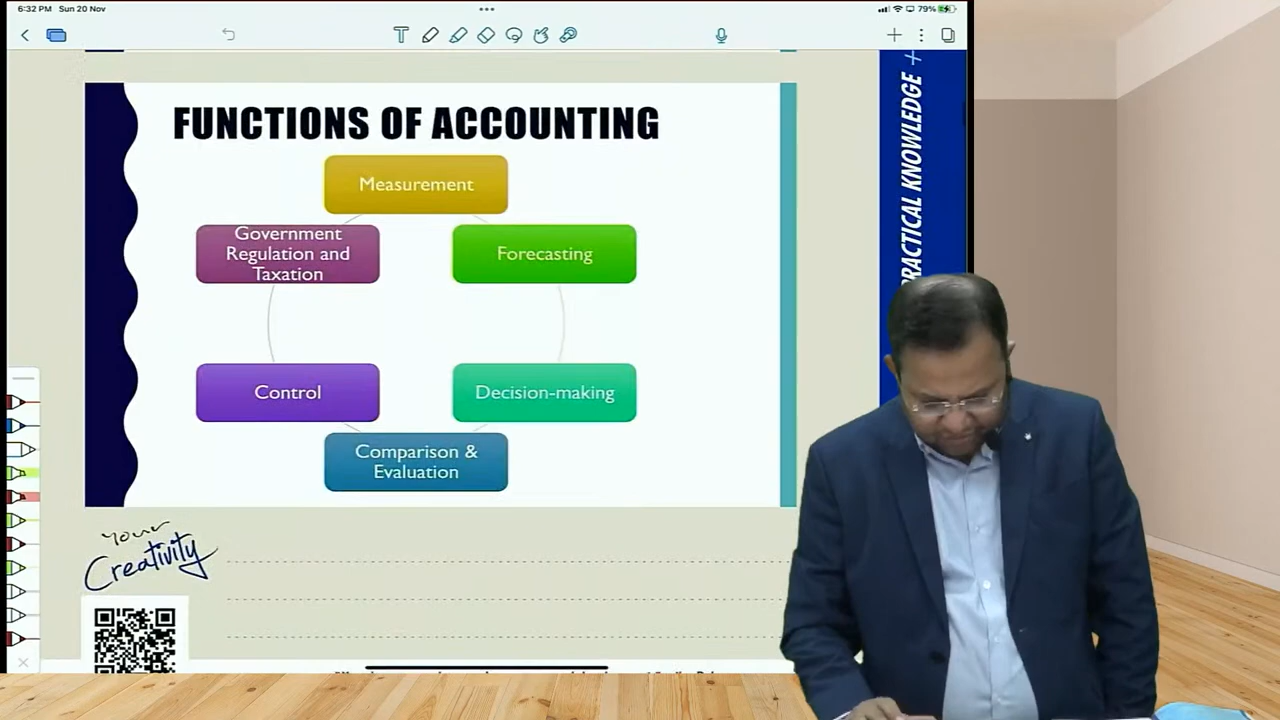 6:32 PM Sun 20 Nov
79%
PRACTICAL KNOWLEDGE +
FUNCTIONS OF ACCOUNTING
Measurement
Government
Regulation and
Taxation
Forecasting
Control
Decision-making
Comparison &
Evaluation
your
Creativity